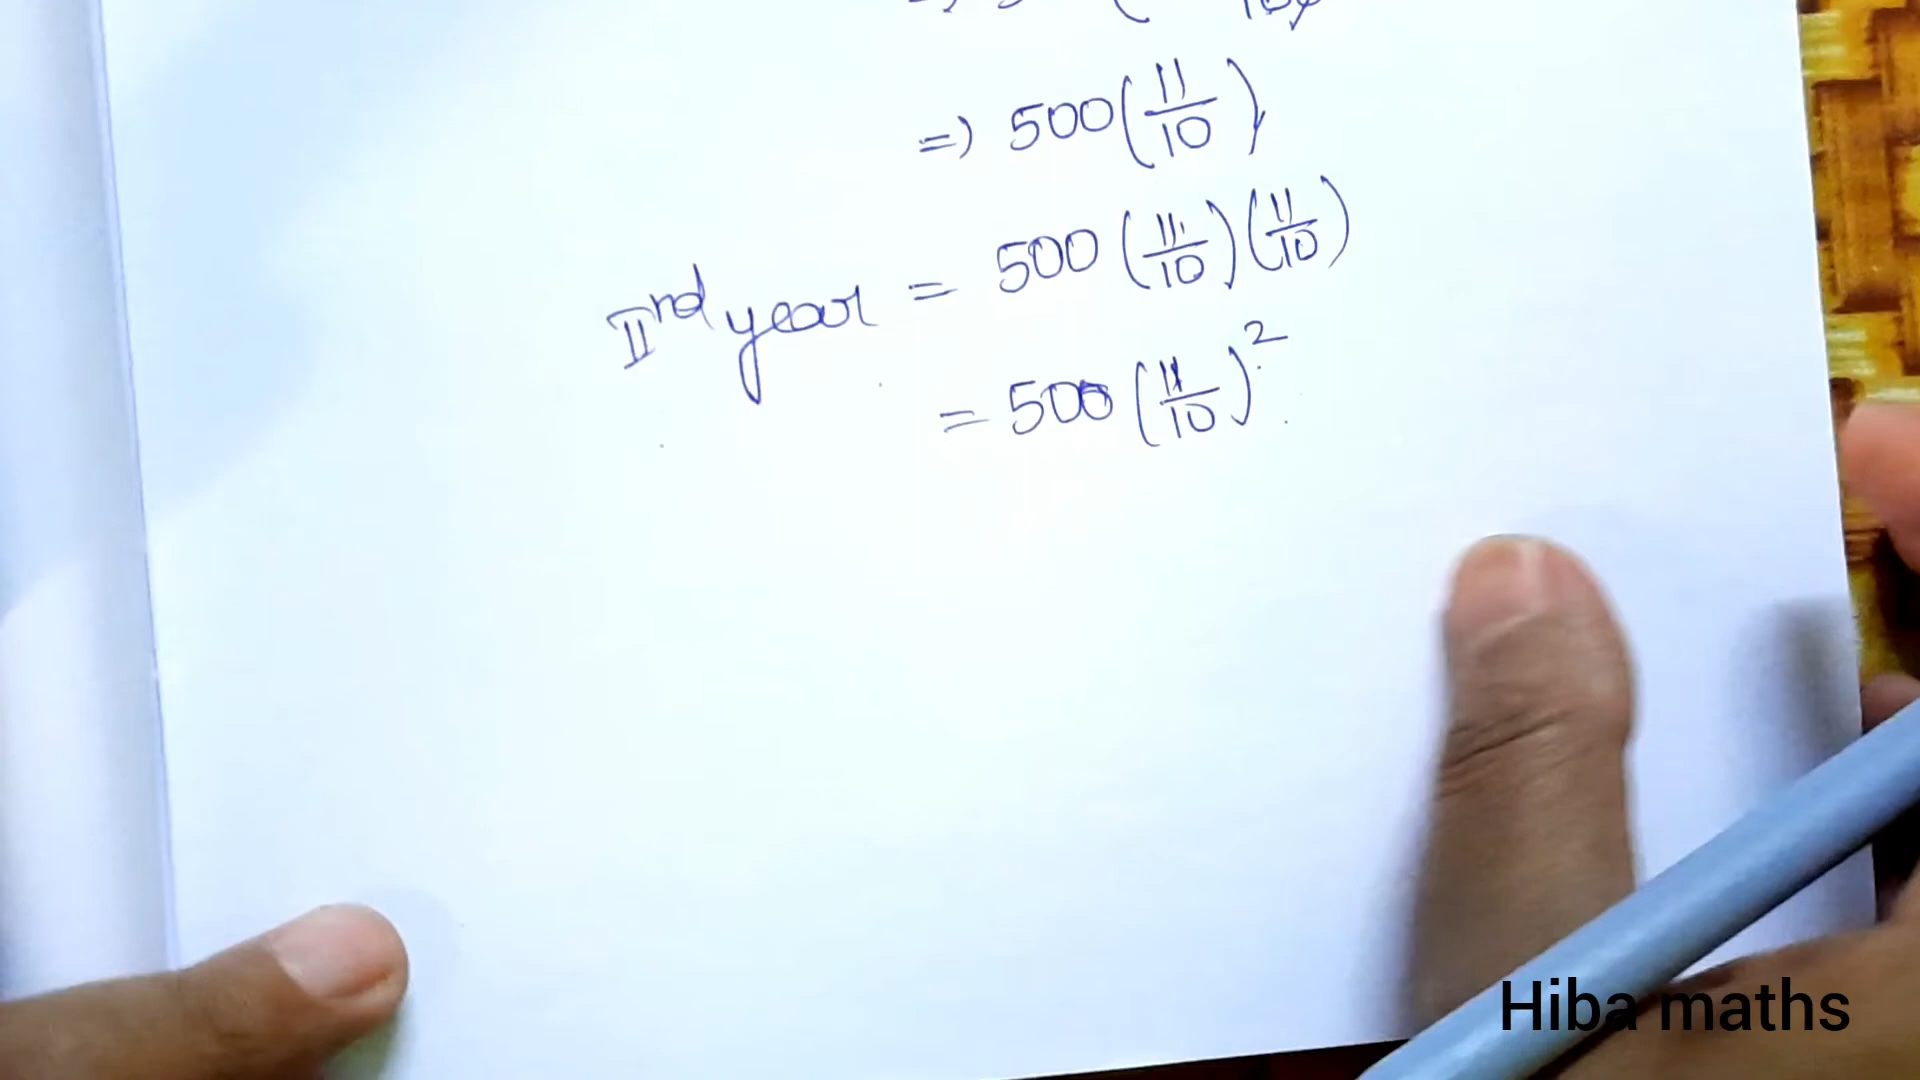 =) 500(11/10)
IInd year = 500 (11/10)(11/10)
= 500 (11/10)²
Hiba maths